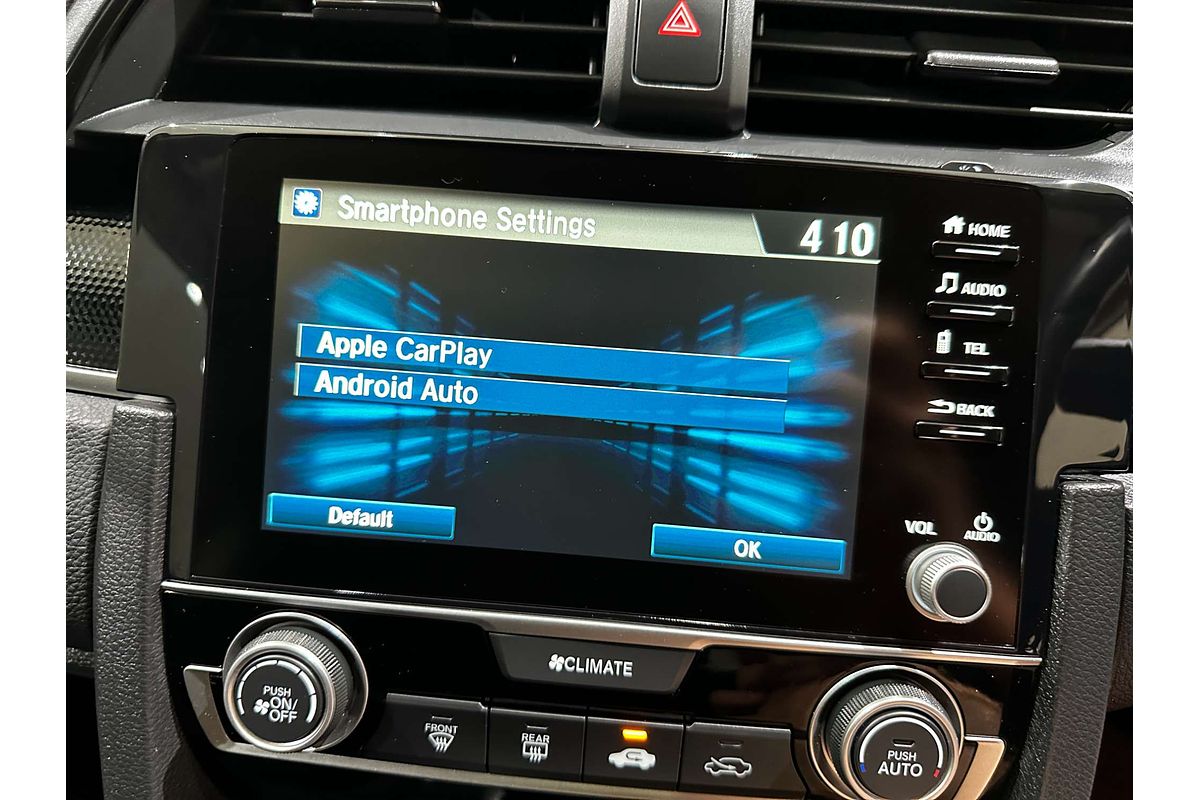 Smartphone Settings
4 10
HOME
AUDIO
Apple CarPlay
TEL
Android Auto
BACK
Default
OK
VOL
AUDIO
CLIMATE
PUSH
ON/
OFF
FRONT
REAR
PUSH
AUTO